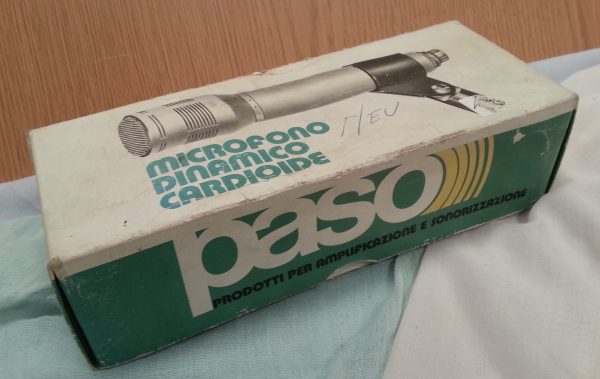 MICROFONO
DINAMICO
CARDIOIDE
paso
PRODOTTI PER AMPLIFICAZIONE E SONORIZZAZIONE